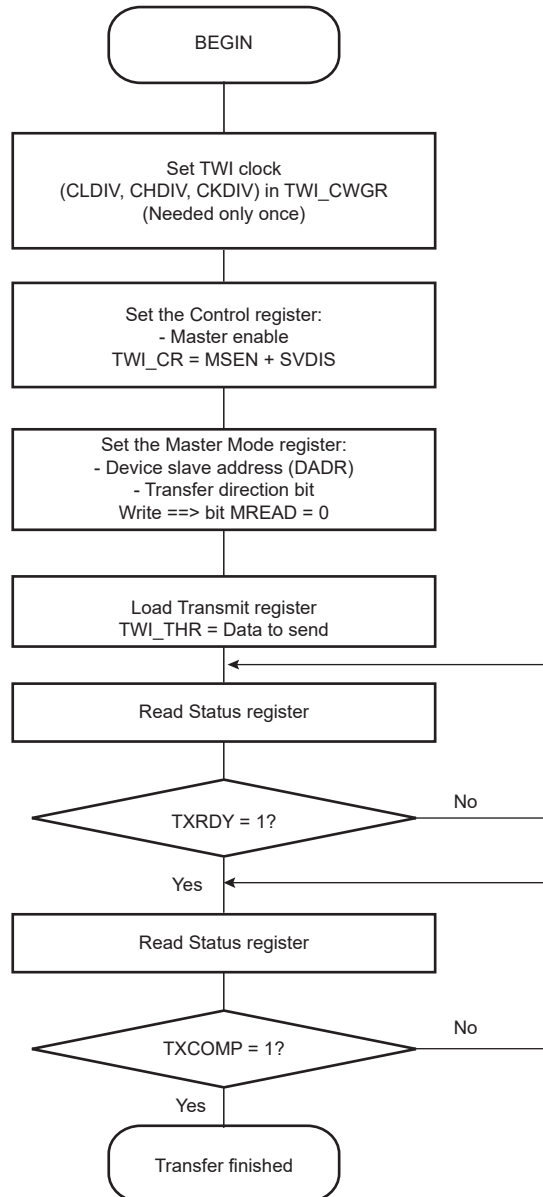 BEGIN
Set TWI clock
(CLDIV, CHDIV, CKDIV) in TWI_CWGR
(Needed only once)
Set the Control register:
- Master enable
TWI_CR = MSEN + SVDIS
Set the Master Mode register:
- Device slave address (DADR)
- Transfer direction bit
Write ==> bit MREAD = 0
Load Transmit register
TWI_THR = Data to send
Read Status register
TXRDY = 1?
No
Yes
Read Status register
TXCOMP = 1?
No
Yes
Transfer finished